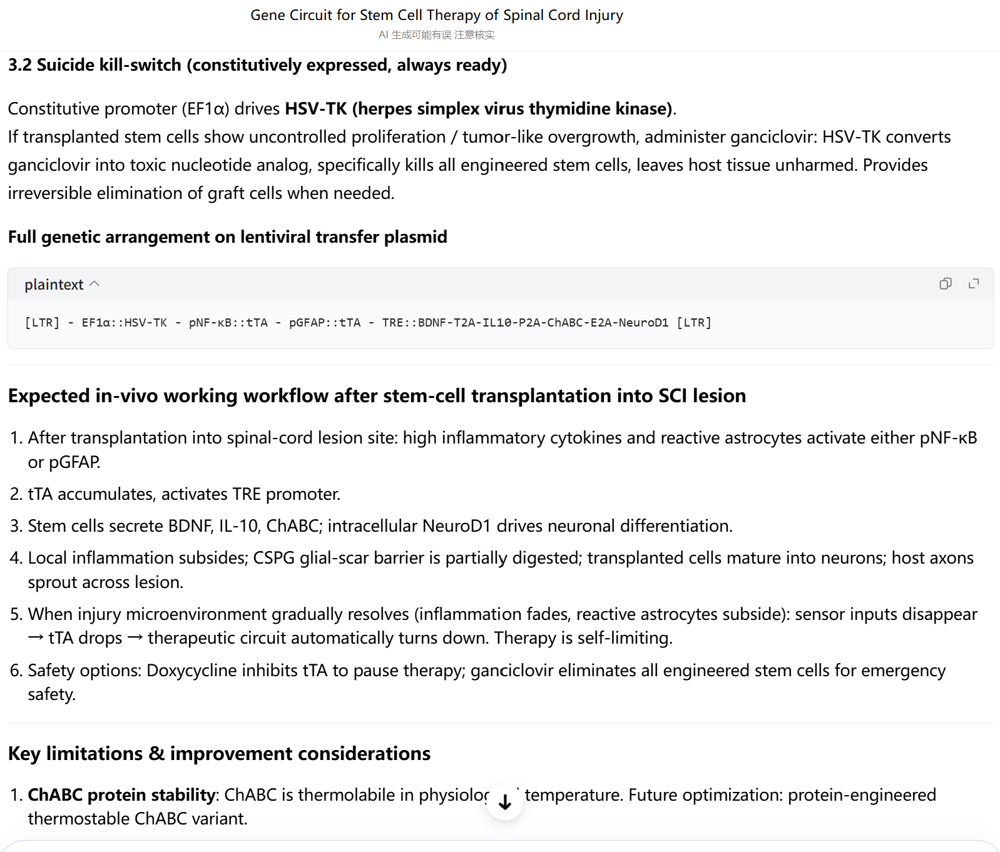 Gene Circuit for Stem Cell Therapy of Spinal Cord Injury
AI 生成可能有误 注意核实
3.2 Suicide kill-switch (constitutively expressed, always ready)
Constitutive promoter (EF1α) drives HSV-TK (herpes simplex virus thymidine kinase).
If transplanted stem cells show uncontrolled proliferation / tumor-like overgrowth, administer ganciclovir: HSV-TK converts
ganciclovir into toxic nucleotide analog, specifically kills all engineered stem cells, leaves host tissue unharmed. Provides
irreversible elimination of graft cells when needed.
Full genetic arrangement on lentiviral transfer plasmid
plaintext
[LTR] - EF1α::HSV-TK - pNF-κB::tTA - pGFAP::tTA - TRE::BDNF-T2A-IL10-P2A-ChABC-E2A-NeuroD1 [LTR]
Expected in-vivo working workflow after stem-cell transplantation into SCI lesion
1. After transplantation into spinal-cord lesion site: high inflammatory cytokines and reactive astrocytes activate either pNF-κB
or pGFAP.
2. tTA accumulates, activates TRE promoter.
3. Stem cells secrete BDNF, IL-10, ChABC; intracellular NeuroD1 drives neuronal differentiation.
4. Local inflammation subsides; CSPG glial-scar barrier is partially digested; transplanted cells mature into neurons; host axons
sprout across lesion.
5. When injury microenvironment gradually resolves (inflammation fades, reactive astrocytes subside): sensor inputs disappear
→ tTA drops → therapeutic circuit automatically turns down. Therapy is self-limiting.
6. Safety options: Doxycycline inhibits tTA to pause therapy; ganciclovir eliminates all engineered stem cells for emergency
safety.
Key limitations & improvement considerations
1. ChABC protein stability: ChABC is thermolabile in temperature. Future optimization: protein-engineered
thermostable ChABC variant.